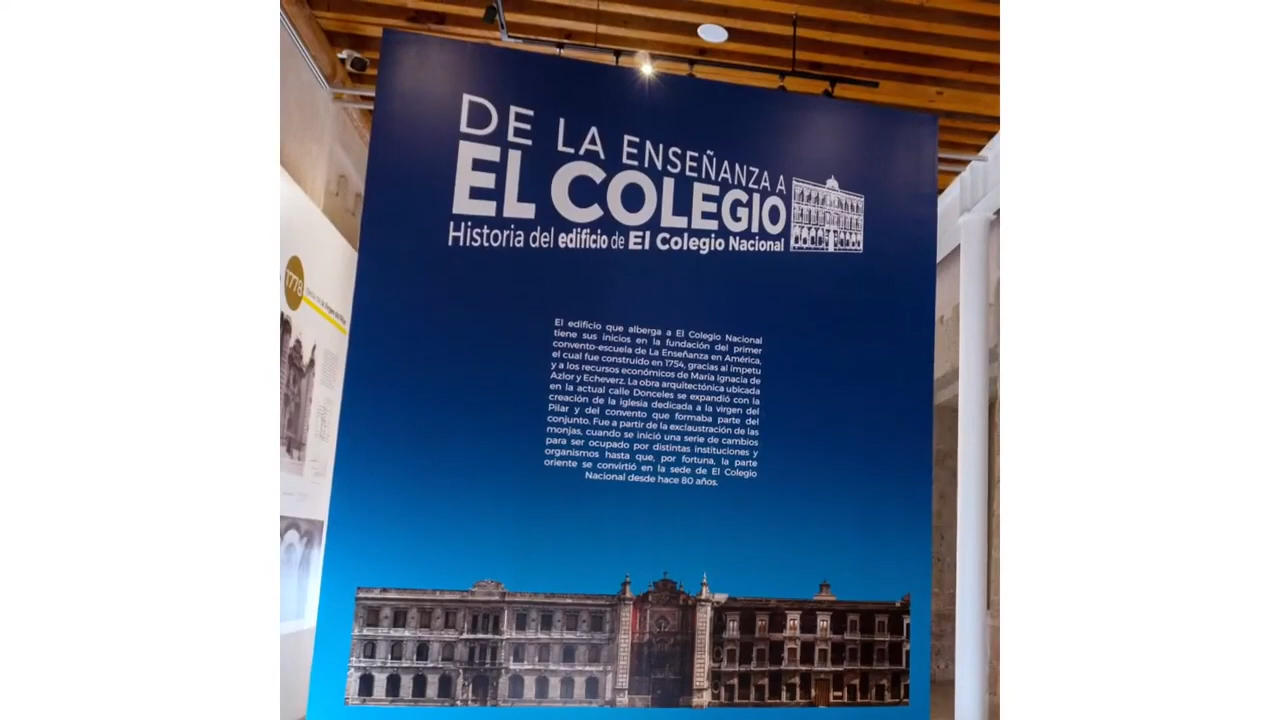 DE LA ENSEÑANZA A
EL COLEGIO
Historia del edificio de El Colegio Nacional
El edificio que alberga a El Colegio Nacional
tiene sus inicios en la fundación del primer
convento-escuela de La Enseñanza en América,
el cual fue construido en 1754, gracias al ímpetu
y a los recursos económicos de María Ignacia de
Azlor y Echeverz. La obra arquitectónica ubicada
en la actual calle Donceles se expandió con la
creación de la iglesia dedicada a la virgen del
Pilar y del convento que formaba parte del
conjunto. Fue a partir de la exclaustración de las
monjas, cuando se inició una serie de cambios
para ser ocupado por distintas instituciones y
organismos hasta que, por fortuna, la parte
oriente se convirtió en la sede de El Colegio
Nacional desde hace 80 años.
1778